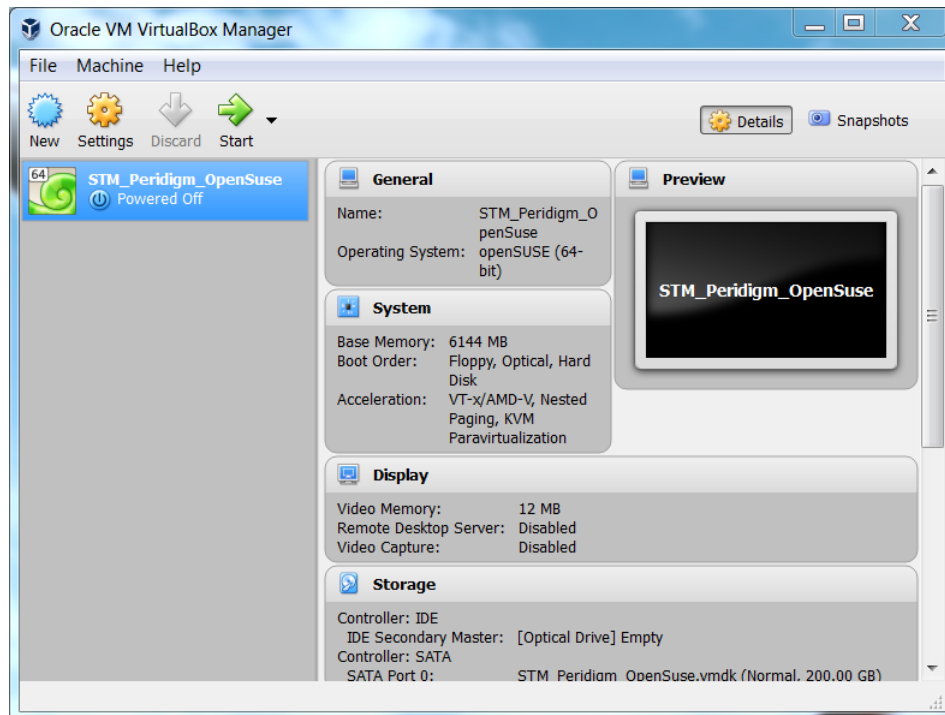 Oracle VM VirtualBox Manager
File Machine Help
New Settings Discard Start Details Snapshots
64 STM_Peridigm_OpenSuse
Powered Off
General
Name: STM_Peridigm_O
penSuse
Operating System: openSUSE (64-
bit)
Preview
STM_Peridigm_OpenSuse
System
Base Memory: 6144 MB
Boot Order: Floppy, Optical, Hard
Disk
Acceleration: VT-x/AMD-V, Nested
Paging, KVM
Paravirtualization
Display
Video Memory: 12 MB
Remote Desktop Server: Disabled
Video Capture: Disabled
Storage
Controller: IDE
IDE Secondary Master: [Optical Drive] Empty
Controller: SATA
SATA Port 0: STM_Peridigm_OpenSuse.vmdk (Normal, 200.00 GB)